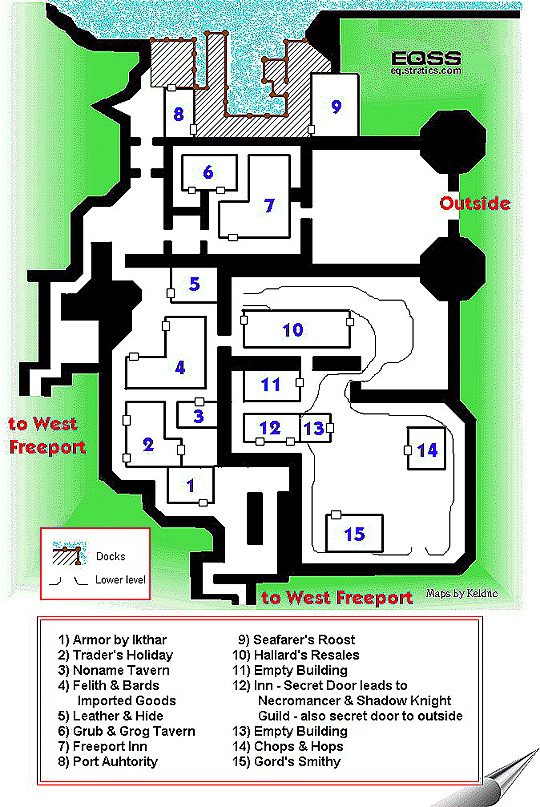 EQSS
eq.stratics.com
8
9
6
7
Outside
5
10
4
11
3
12
13
to West
Freeport
2
14
1
15
Docks
Lower level
to West Freeport
Maps by Kelduc
1) Armor by Ikthar
2) Trader's Holiday
3) Noname Tavern
4) Felith & Bards
Imported Goods
5) Leather & Hide
6) Grub & Grog Tavern
7) Freeport Inn
8) Port Auhtority
9) Seafarer's Roost
10) Hallard's Resales
11) Empty Building
12) Inn - Secret Door leads to
Necromancer & Shadow Knight
Guild - also secret door to outside
13) Empty Building
14) Chops & Hops
15) Gord's Smithy